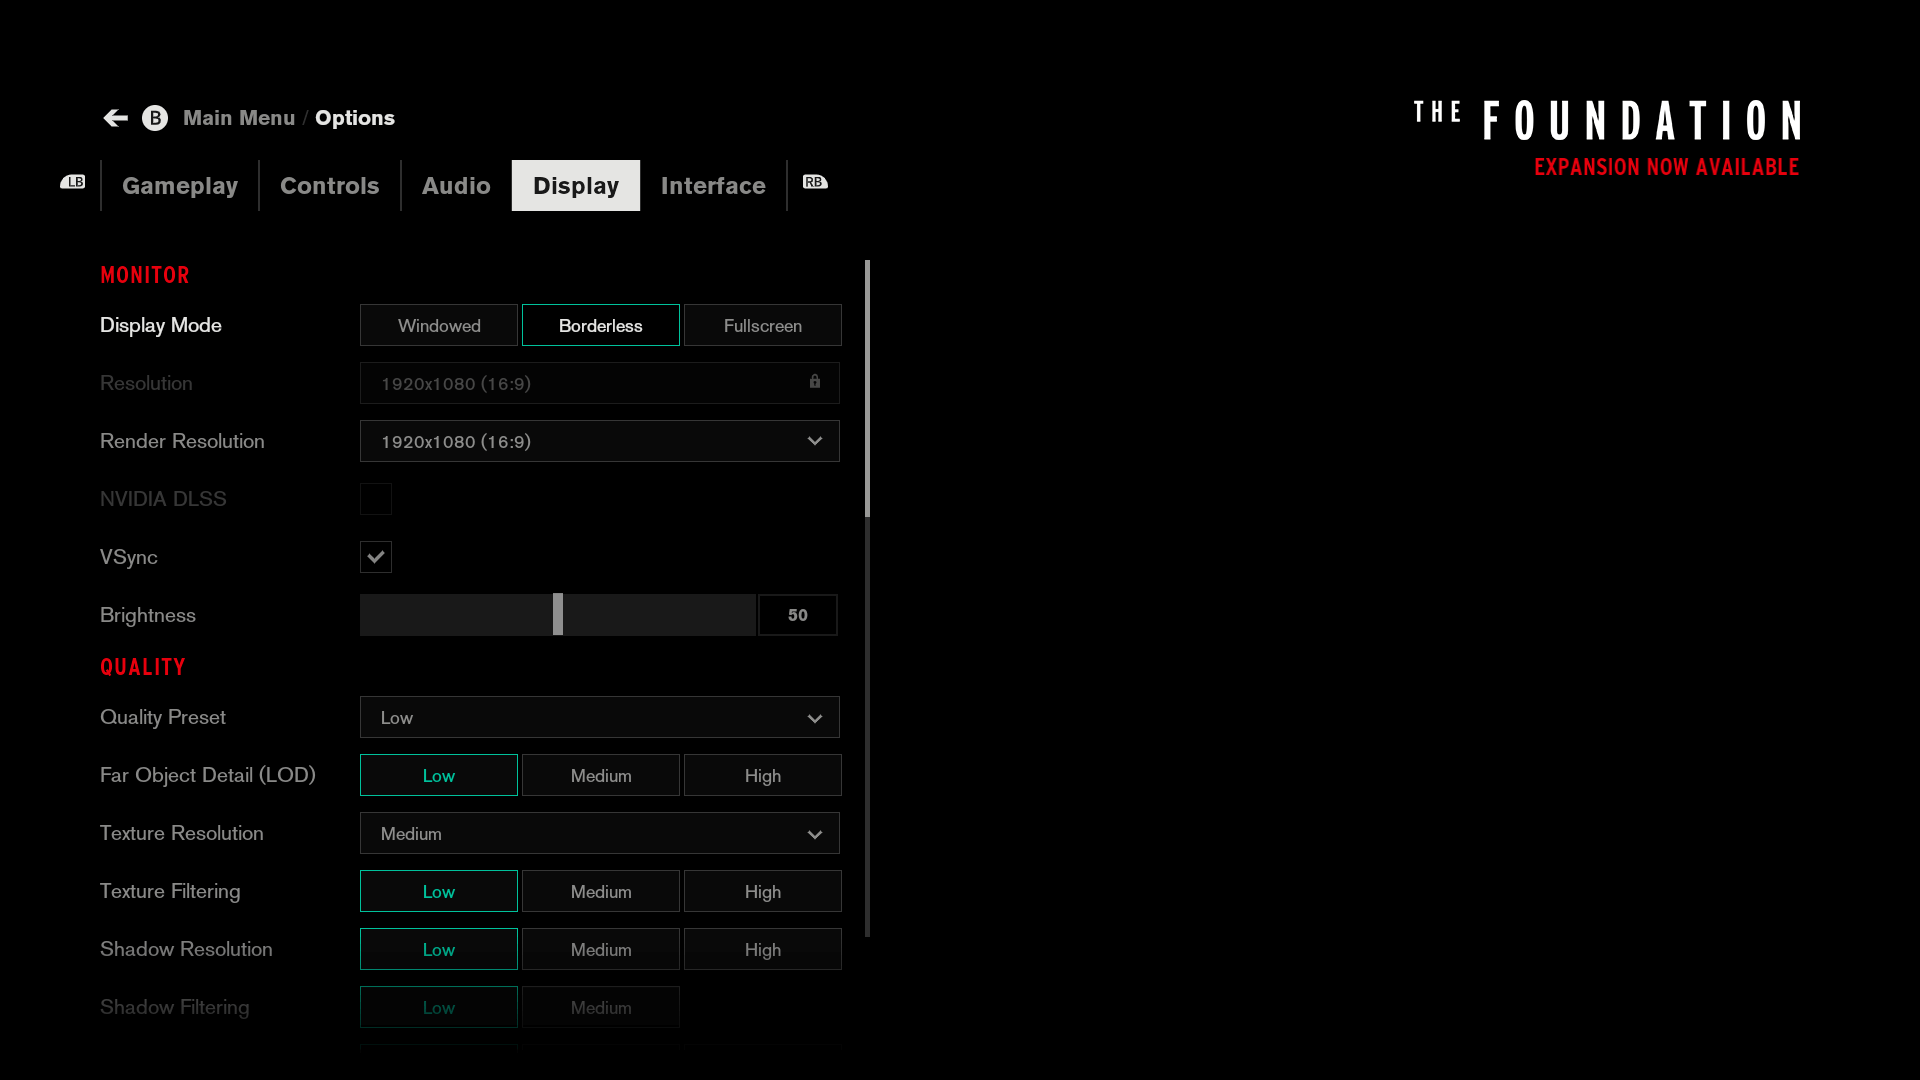 B Main Menu / Options
THE FOUNDATION
EXPANSION NOW AVAILABLE
LB Gameplay Controls Audio Display Interface RB
MONITOR
Display Mode Windowed Borderless Fullscreen
Resolution 1920x1080 (16:9)
Render Resolution 1920x1080 (16:9)
NVIDIA DLSS
VSync
Brightness 50
QUALITY
Quality Preset Low
Far Object Detail (LOD) Low Medium High
Texture Resolution Medium
Texture Filtering Low Medium High
Shadow Resolution Low Medium High
Shadow Filtering Low Medium